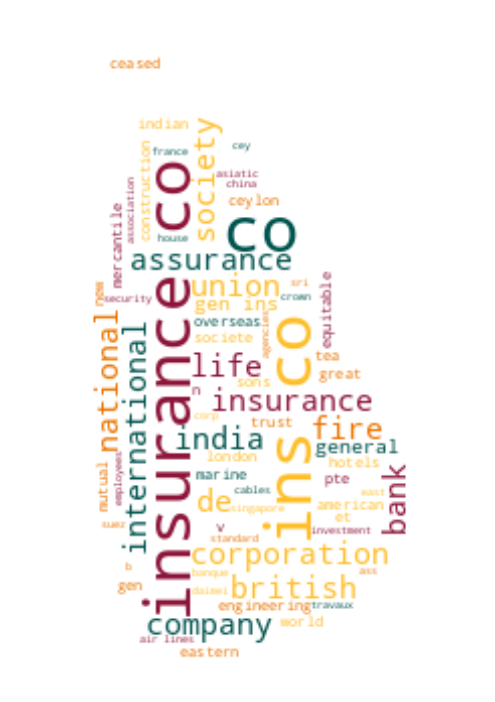 ceased
indian
society
cey
france
construction
co
asiatic
china
association
mercantile
ceylon
house
co
assurance
insurance
union
sri
new
security
gen ins
crown
equitable
national
international
overseas
agencies
ins co
societe
life
tea
great
sons
n
insurance
corp
trust
fire
india
general
london
hotels
employees
mutual
marine
pte
bank
cables
east
de
singapore
american
et
suez
v
investment
standard
corporation
b
banque
ass
gen
daimei
british
engineering
travaux
company
world
air lines
eastern